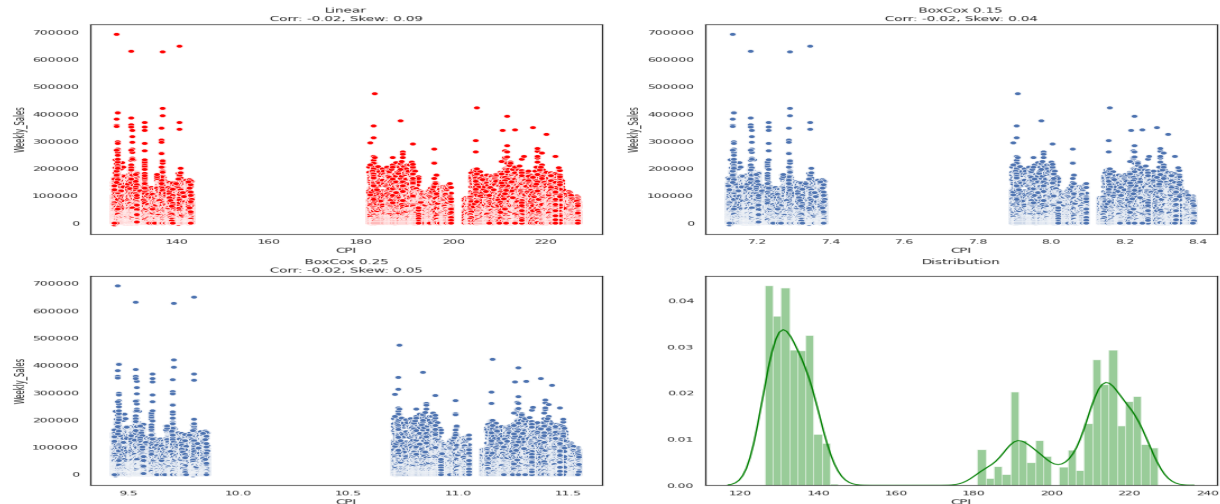 Linear
Corr: -0.02, Skew: 0.09
700000
600000
500000
400000
300000
200000
100000
0
Weekly_Sales
140 160 180 200 220
CPI
BoxCox 0.15
Corr: -0.02, Skew: 0.04
700000
600000
500000
400000
300000
200000
100000
0
Weekly_Sales
7.2 7.4 7.6 7.8 8.0 8.2 8.4
CPI
BoxCox 0.25
Corr: -0.02, Skew: 0.05
700000
600000
500000
400000
300000
200000
100000
0
Weekly_Sales
9.5 10.0 10.5 11.0 11.5
CPI
Distribution
0.04
0.03
0.02
0.01
0.00
120 140 160 180 200 220 240
CPI